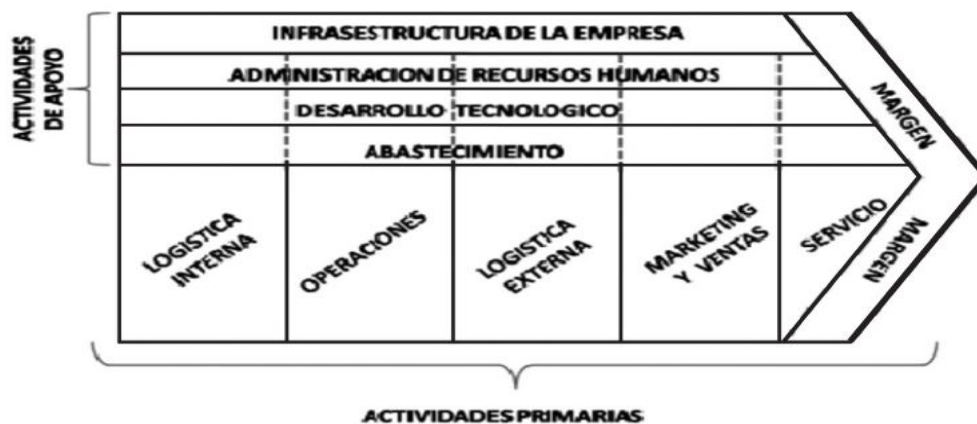 ACTIVIDADES
DE APOYO
INFRASESTRUCTURA DE LA EMPRESA
ADMINISTRACION DE RECURSOS HUMANOS
DESARROLLO TECNOLOGICO
ABASTECIMIENTO
LOGISTICA
INTERNA
OPERACIONES
LOGISTICA
EXTERNA
MARKETING
Y VENTAS
SERVICIO
MARGEN
MARGEN
ACTIVIDADES PRIMARIAS